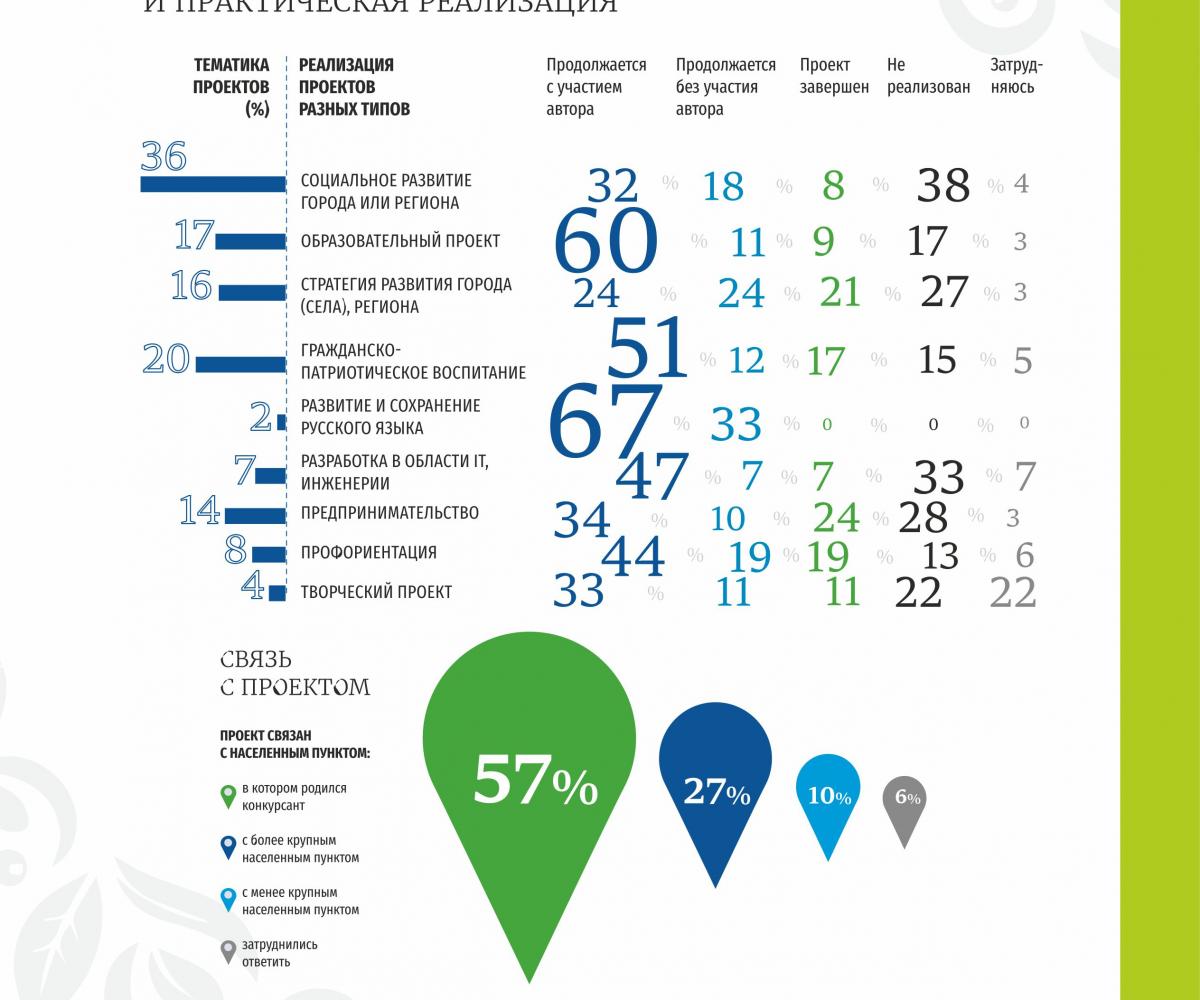 И ПРАКТИЧЕСКАЯ РЕАЛИЗАЦИЯ
ТЕМАТИКА
ПРОЕКТОВ
(%)
РЕАЛИЗАЦИЯ
ПРОЕКТОВ
РАЗНЫХ ТИПОВ
Продолжается
с участием
автора
Продолжается
без участия
автора
Проект
завершен
Не
реализован
Затруд-
няюсь
36
СОЦИАЛЬНОЕ РАЗВИТИЕ
ГОРОДА ИЛИ РЕГИОНА
32 % 18 % 8 % 38 % 4
17 ОБРАЗОВАТЕЛЬНЫЙ ПРОЕКТ 60 % 11 % 9 % 17 % 3
16 СТРАТЕГИЯ РАЗВИТИЯ ГОРОДА
(СЕЛА), РЕГИОНА
24 % 24 % 21 % 27 % 3
20 ГРАЖДАНСКО-
ПАТРИОТИЧЕСКОЕ ВОСПИТАНИЕ
51 % 12 % 17 % 15 % 5
2 РАЗВИТИЕ И СОХРАНЕНИЕ
РУССКОГО ЯЗЫКА
67 % 33 % 0 % 0 % 0
7 РАЗРАБОТКА В ОБЛАСТИ IT,
ИНЖЕНЕРИИ
47 % 7 % 7 % 33 % 7
14 ПРЕДПРИНИМАТЕЛЬСТВО 34 % 10 % 24 % 28 % 3
8 ПРОФОРИЕНТАЦИЯ 44 % 19 % 19 % 13 % 6
4 ТВОРЧЕСКИЙ ПРОЕКТ 33 % 11 11 22 22
СВЯЗЬ
С ПРОЕКТОМ
ПРОЕКТ СВЯЗАН
С НАСЕЛЕННЫМ ПУНКТОМ:
в котором родился
конкурсант
с более крупным
населенным пунктом
с менее крупным
населенным пунктом
затруднились
ответить
57% 27% 10% 6%